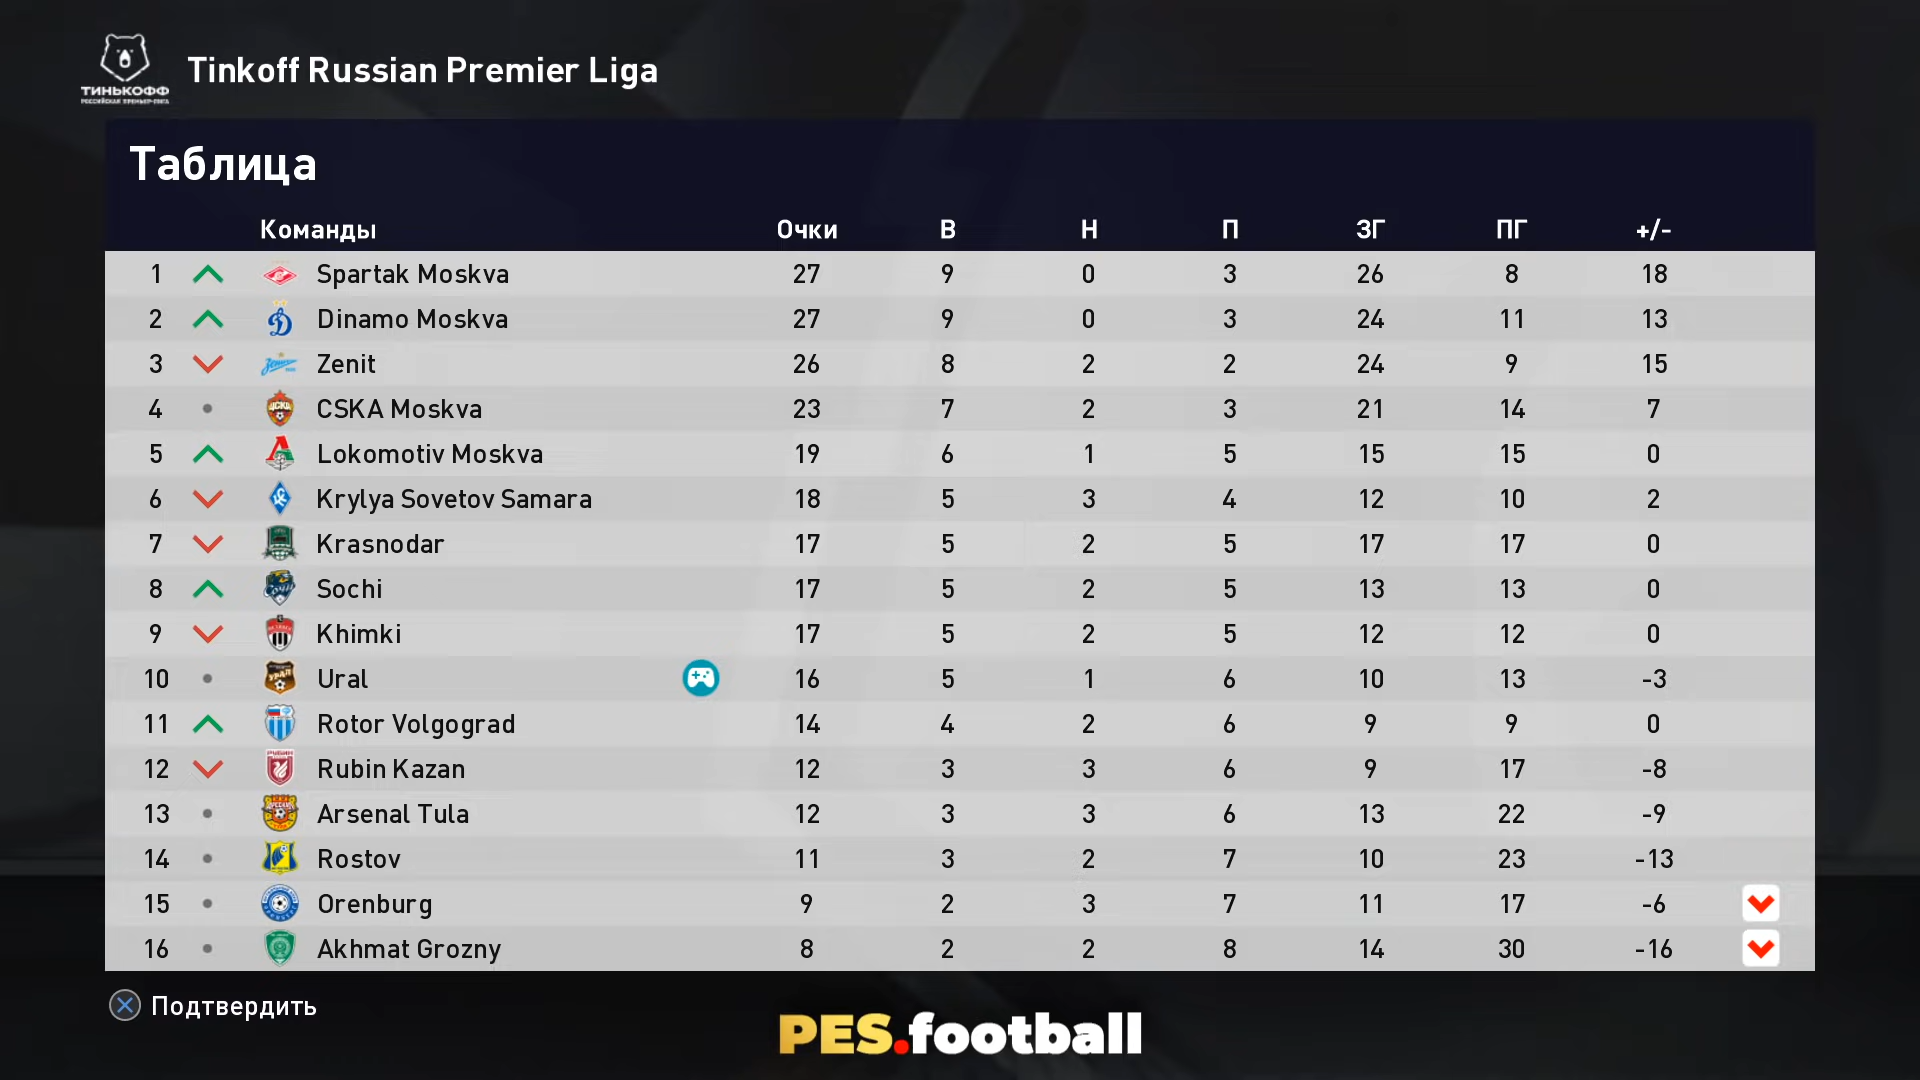 ТИНЬКОФФ
РОССИЙСКАЯ ПРЕМЬЕР-ЛИГА
Tinkoff Russian Premier Liga
Таблица
Команды Очки В Н П ЗГ ПГ +/-
1 Spartak Moskva 27 9 0 3 26 8 18
2 Dinamo Moskva 27 9 0 3 24 11 13
3 Zenit 26 8 2 2 24 9 15
4 CSKA Moskva 23 7 2 3 21 14 7
5 Lokomotiv Moskva 19 6 1 5 15 15 0
6 Krylya Sovetov Samara 18 5 3 4 12 10 2
7 Krasnodar 17 5 2 5 17 17 0
8 Sochi 17 5 2 5 13 13 0
9 Khimki 17 5 2 5 12 12 0
10 Ural 16 5 1 6 10 13 -3
11 Rotor Volgograd 14 4 2 6 9 9 0
12 Rubin Kazan 12 3 3 6 9 17 -8
13 Arsenal Tula 12 3 3 6 13 22 -9
14 Rostov 11 3 2 7 10 23 -13
15 Orenburg 9 2 3 7 11 17 -6
16 Akhmat Grozny 8 2 2 8 14 30 -16
Подтвердить
PES.football